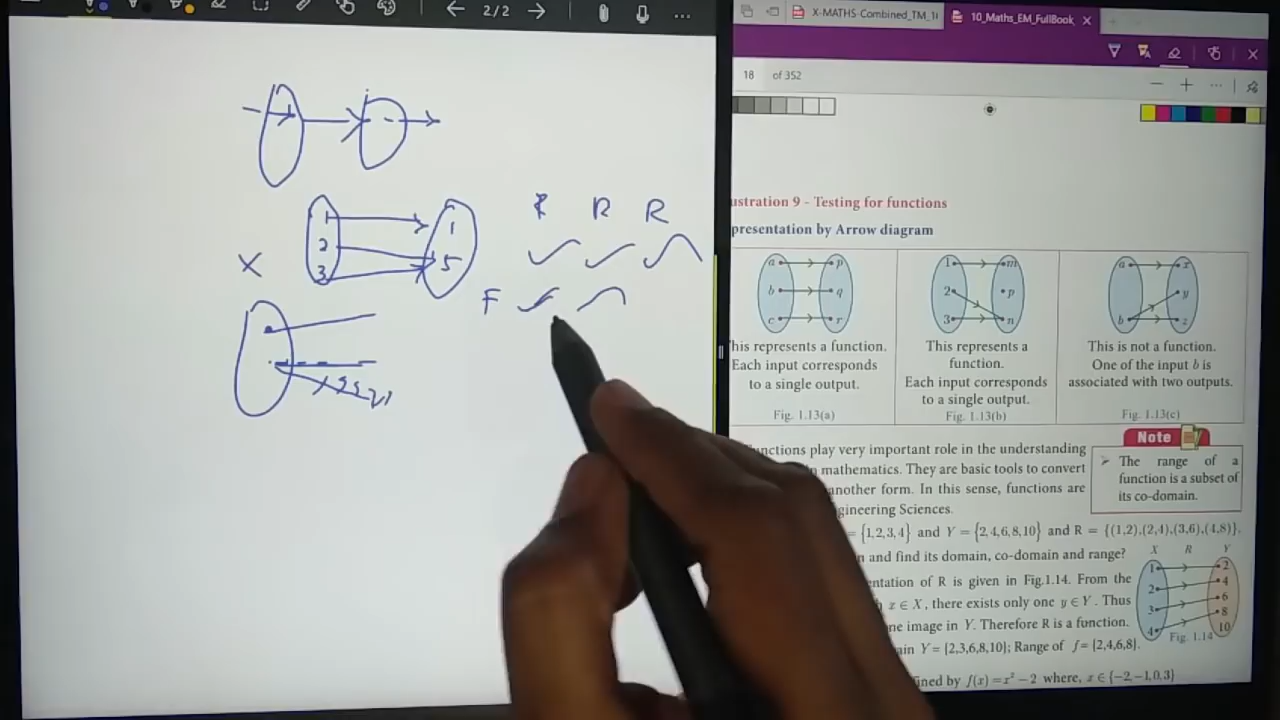 2/2
1
2
3
1
5
X
R R
F
X-MATHS-Combined_TM_1
10_Maths_EM_FullBook
18 of 352
ustration 9 - Testing for functions
presentation by Arrow diagram
a p
b q
c r
his represents a function.
Each input corresponds
to a single output.
Fig. 1.13(a)
1 m
2 p
3 n
This represents a
function.
Each input corresponds
to a single output.
Fig. 1.13(b)
a x
y
b z
This is not a function.
One of the input b is
associated with two outputs.
Fig. 1.13(c)
unctions play very important role in the understanding
mathematics. They are basic tools to convert
another form. In this sense, functions are
gineering Sciences.
Note
The range of a
function is a subset of
its co-domain.
= {1,2,3,4} and Y = {2,4,6,8,10} and R = {(1,2),(2,4),(3,6),(4,8)}.
n and find its domain, co-domain and range?
entation of R is given in Fig.1.14. From the
x ∈ X, there exists only one y ∈ Y. Thus
ne image in Y. Therefore R is a function.
ain Y = {2,3,6,8,10}; Range of f = {2,4,6,8}.
X R Y
1 2
2 4
3 6
4 8
10
Fig. 1.14
ined by f(x) = x² − 2 where, x ∈ {−2,−1,0,3}